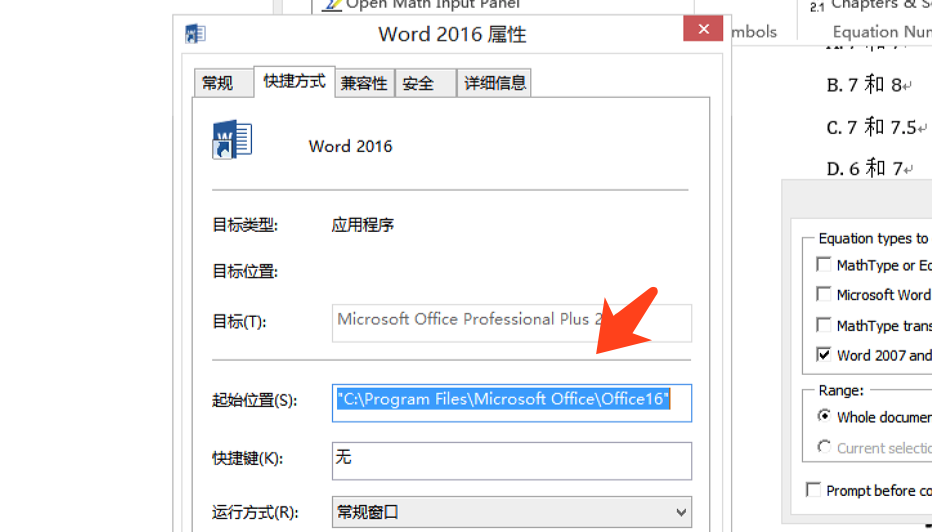 Open Math Input Panel
2.1 Chapters & S
mbols
Equation Nu
Word 2016 属性
常规 快捷方式 兼容性 安全 详细信息
B. 7 和 8
Word 2016
C. 7 和 7.5
D. 6 和 7
目标类型: 应用程序
Equation types to
MathType or E
目标位置:
Microsoft Word
目标(T): Microsoft Office Professional Plus 2
MathType trans
Word 2007 and
Range:
起始位置(S): "C:\Program Files\Microsoft Office\Office16"
Whole documen
Current selectio
快捷键(K): 无
Prompt before co
运行方式(R): 常规窗口